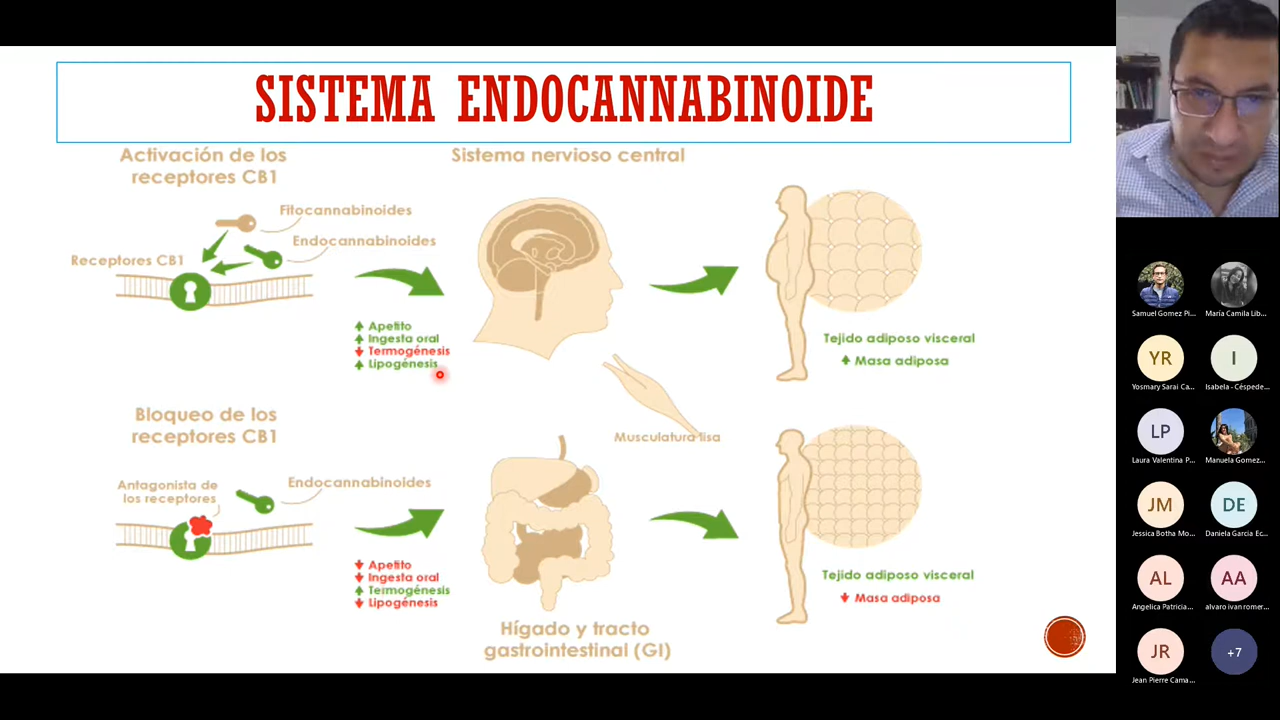 SISTEMA ENDOCANNABINOIDE
Activación de los
receptores CB1
Fitocannabinoides
Endocannabinoides
Receptores CB1
Apetito
Ingesta oral
Termogénesis
Lipogénesis
Sistema nervioso central
Musculatura lisa
Tejido adiposo visceral
Masa adiposa
Bloqueo de los
receptores CB1
Antagonista de
los receptores
Endocannabinoides
Apetito
Ingesta oral
Termogénesis
Lipogénesis
Hígado y tracto
gastrointestinal (GI)
Tejido adiposo visceral
Masa adiposa
Samuel Gomez Pi...
María Camila Lib...
YR
Yosmary Sarai Ca...
I
Isabela - Céspede...
LP
Laura Valentina P...
Manuela Gomez...
JM
Jessica Botha Mo...
DE
Daniela García Ec...
AL
Angelica Patricia...
AA
alvaro ivan romer...
JR
Jean Pierre Cama...
+7